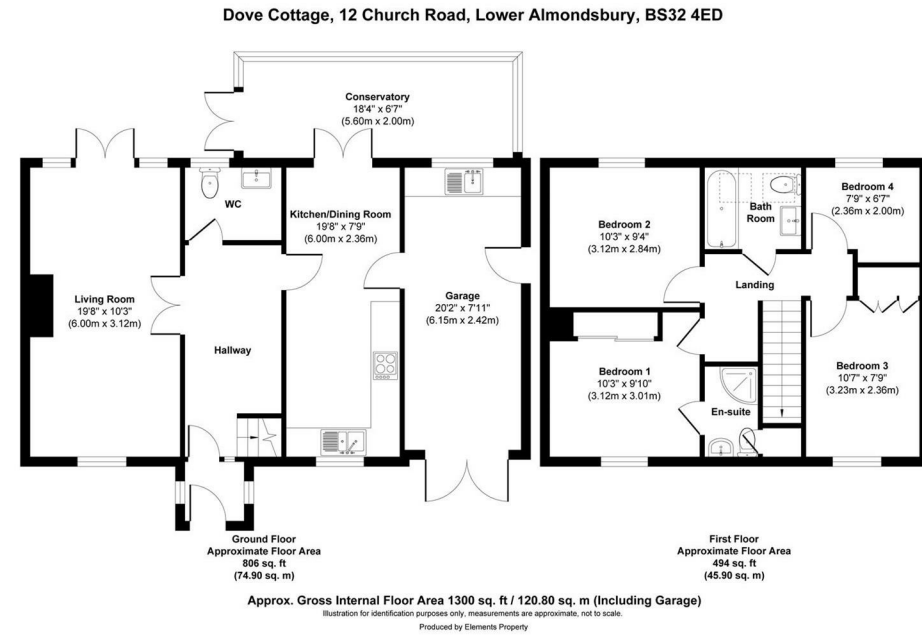 Dove Cottage, 12 Church Road, Lower Almondsbury, BS32 4ED
Conservatory
18'4" x 6'7"
(5.60m x 2.00m)
WC
Kitchen/Dining Room
19'8" x 7'9"
(6.00m x 2.36m)
Living Room
19'8" x 10'3"
(6.00m x 3.12m)
Hallway
Garage
20'2" x 7'11"
(6.15m x 2.42m)
Bedroom 2
10'3" x 9'4"
(3.12m x 2.84m)
Bath
Room
Bedroom 4
7'9" x 6'7"
(2.36m x 2.00m)
Landing
Bedroom 1
10'3" x 9'10"
(3.12m x 3.01m)
En-suite
Bedroom 3
10'7" x 7'9"
(3.23m x 2.36m)
Ground Floor
Approximate Floor Area
806 sq. ft
(74.90 sq. m)
First Floor
Approximate Floor Area
494 sq. ft
(45.90 sq. m)
Approx. Gross Internal Floor Area 1300 sq. ft / 120.80 sq. m (Including Garage)
Illustration for identification purposes only, measurements are approximate, not to scale.
Produced by Elements Property